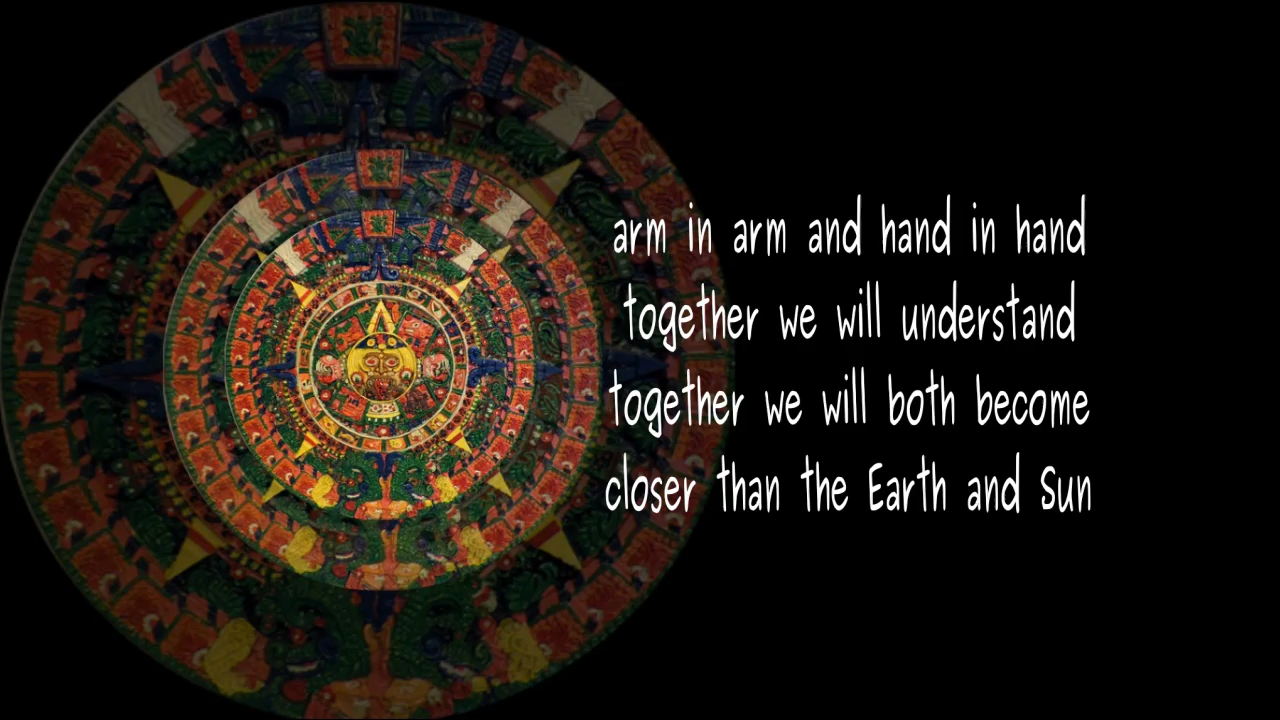 arm in arm and hand in hand
together we will understand
together we will both become
closer than the Earth and Sun